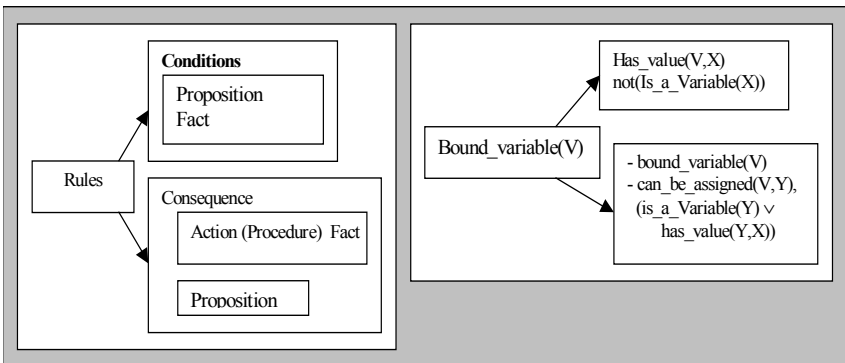 Conditions
Proposition
Fact
Rules
Consequence
Action (Procedure) Fact
Proposition
Has_value(V,X)
not(Is_a_Variable(X))
Bound_variable(V)
- bound_variable(V)
- can_be_assigned(V,Y),
(is_a_Variable(Y) ∨
has_value(Y,X))